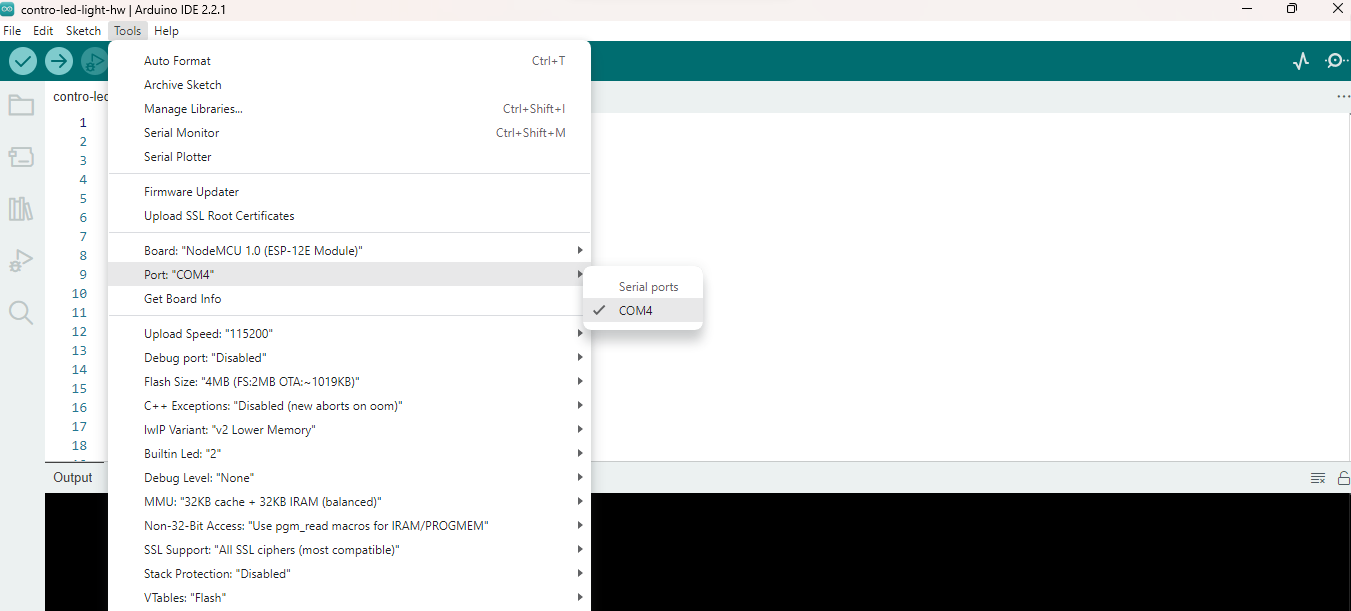 contro-led-light-hw | Arduino IDE 2.2.1
File Edit Sketch Tools Help
contro-led
Auto Format Ctrl+T
Archive Sketch
Manage Libraries... Ctrl+Shift+I
Serial Monitor Ctrl+Shift+M
Serial Plotter
Firmware Updater
Upload SSL Root Certificates
Board: "NodeMCU 1.0 (ESP-12E Module)"
Port: "COM4"
Get Board Info
Serial ports
COM4
Upload Speed: "115200"
Debug port: "Disabled"
Flash Size: "4MB (FS:2MB OTA:~1019KB)"
C++ Exceptions: "Disabled (new aborts on oom)"
lwIP Variant: "v2 Lower Memory"
Builtin Led: "2"
Debug Level: "None"
MMU: "32KB cache + 32KB IRAM (balanced)"
Non-32-Bit Access: "Use pgm_read macros for IRAM/PROGMEM"
SSL Support: "All SSL ciphers (most compatible)"
Stack Protection: "Disabled"
VTables: "Flash"
1
2
3
4
5
6
7
8
9
10
11
12
13
14
15
16
17
18
Output